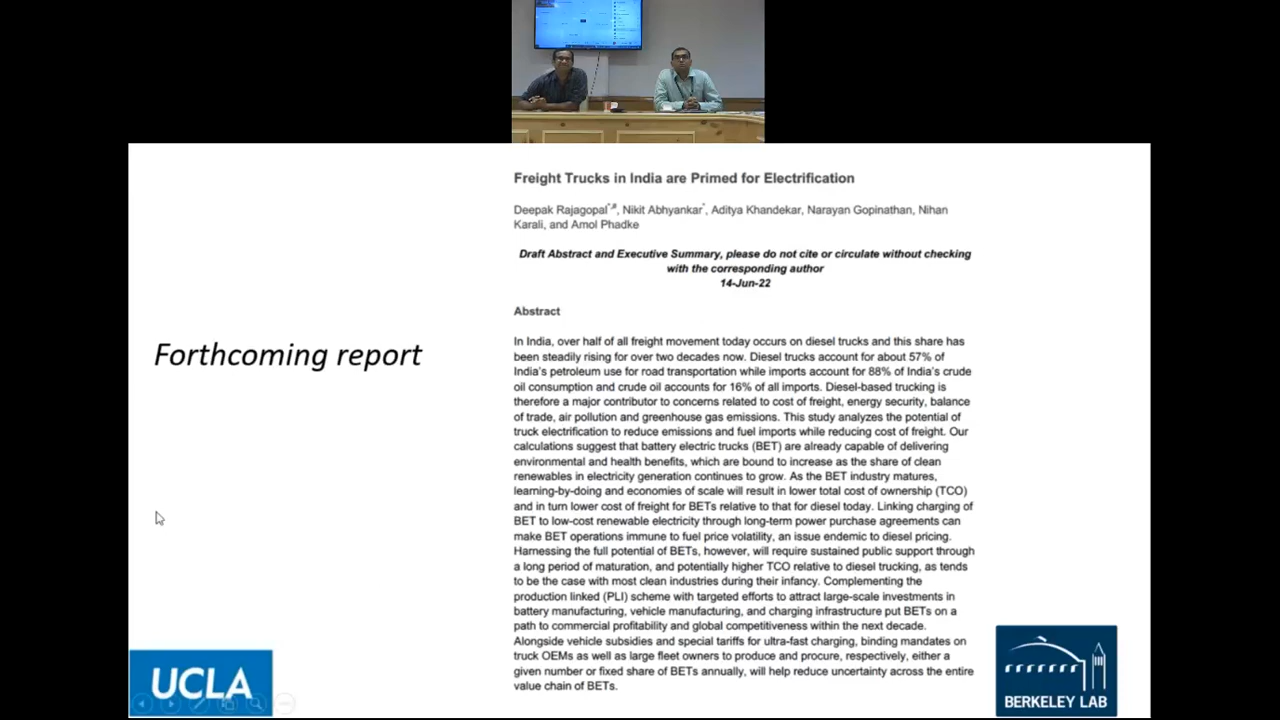 Freight Trucks in India are Primed for Electrification
Deepak Rajagopal*,#, Nikit Abhyankar*, Aditya Khandekar, Narayan Gopinathan, Nihan
Karali, and Amol Phadke
Draft Abstract and Executive Summary, please do not cite or circulate without checking
with the corresponding author
14-Jun-22
Abstract
In India, over half of all freight movement today occurs on diesel trucks and this share has
been steadily rising for over two decades now. Diesel trucks account for about 57% of
India's petroleum use for road transportation while imports account for 88% of India's crude
oil consumption and crude oil accounts for 16% of all imports. Diesel-based trucking is
therefore a major contributor to concerns related to cost of freight, energy security, balance
of trade, air pollution and greenhouse gas emissions. This study analyzes the potential of
truck electrification to reduce emissions and fuel imports while reducing cost of freight. Our
calculations suggest that battery electric trucks (BET) are already capable of delivering
environmental and health benefits, which are bound to increase as the share of clean
renewables in electricity generation continues to grow. As the BET industry matures,
learning-by-doing and economies of scale will result in lower total cost of ownership (TCO)
and in turn lower cost of freight for BETs relative to that for diesel today. Linking charging of
BET to low-cost renewable electricity through long-term power purchase agreements can
make BET operations immune to fuel price volatility, an issue endemic to diesel pricing.
Harnessing the full potential of BETs, however, will require sustained public support through
a long period of maturation, and potentially higher TCO relative to diesel trucking, as tends
to be the case with most clean industries during their infancy. Complementing the
production linked (PLI) scheme with targeted efforts to attract large-scale investments in
battery manufacturing, vehicle manufacturing, and charging infrastructure put BETs on a
path to commercial profitability and global competitiveness within the next decade.
Alongside vehicle subsidies and special tariffs for ultra-fast charging, binding mandates on
truck OEMs as well as large fleet owners to produce and procure, respectively, either a
given number or fixed share of BETs annually, will help reduce uncertainty across the entire
value chain of BETs.
Forthcoming report
UCLA
BERKELEY LAB